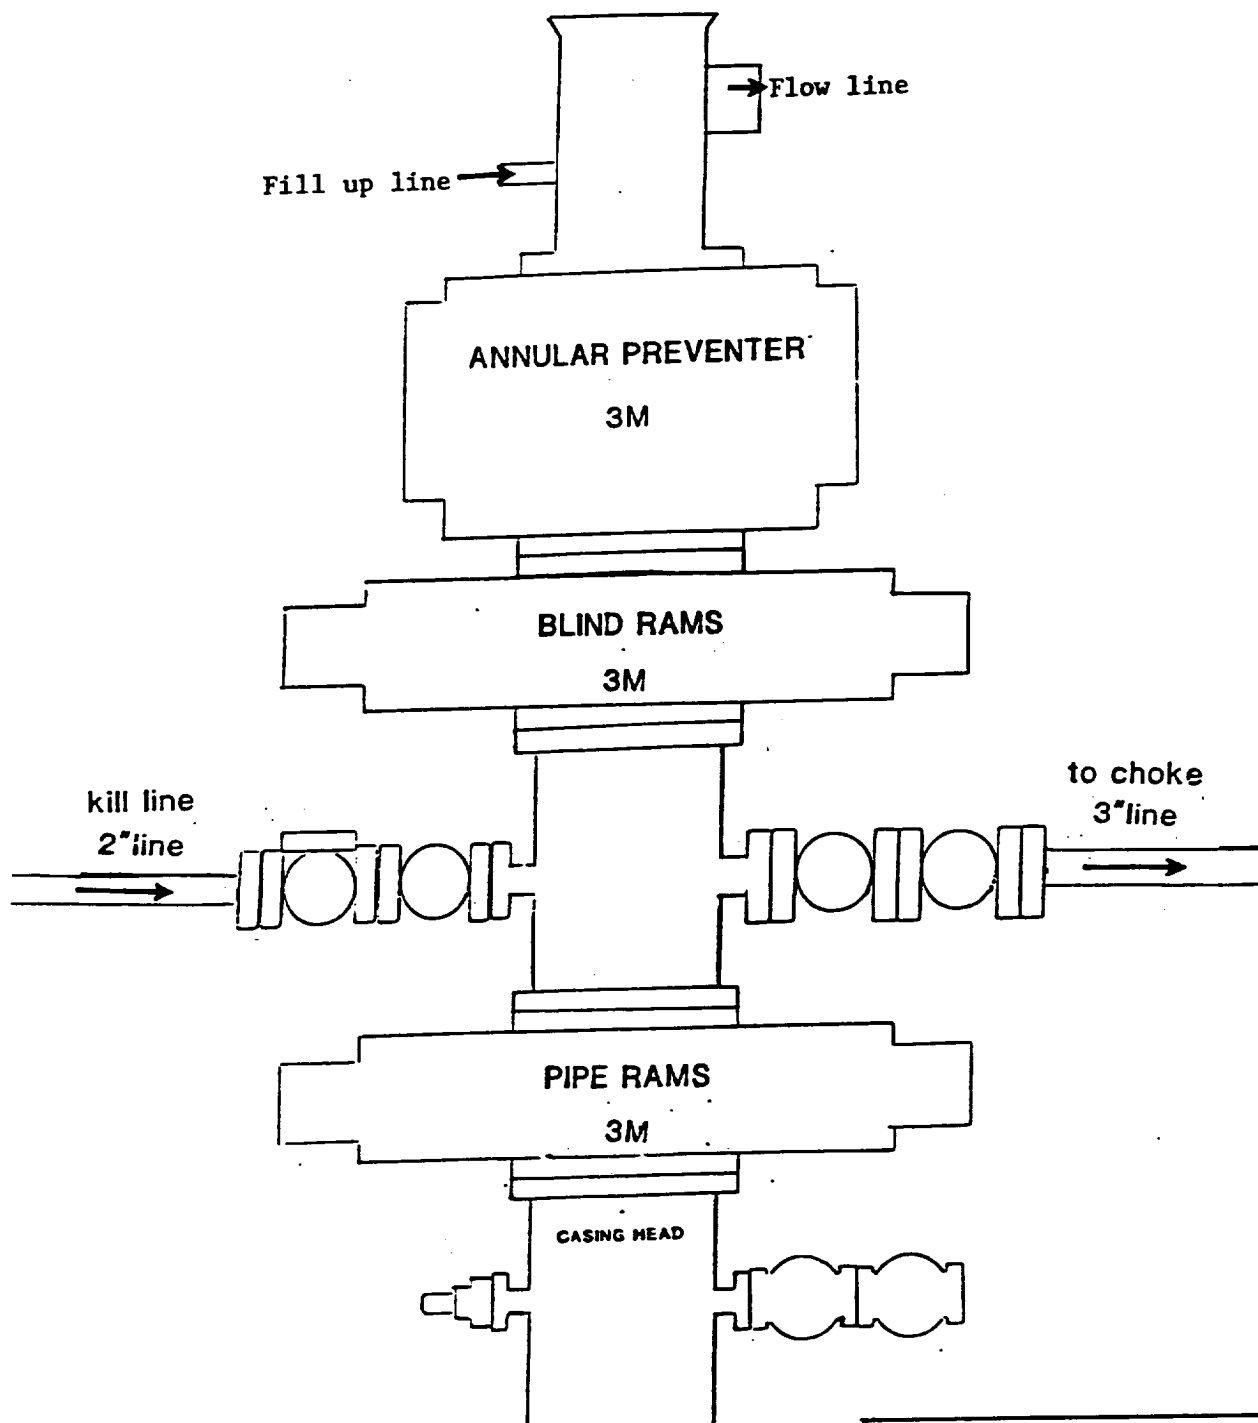 Flow line
Fill up line
ANNULAR PREVENTER
3M
BLIND RAMS
3M
kill line
2"line
to choke
3"line
PIPE RAMS
3M
CASING HEAD